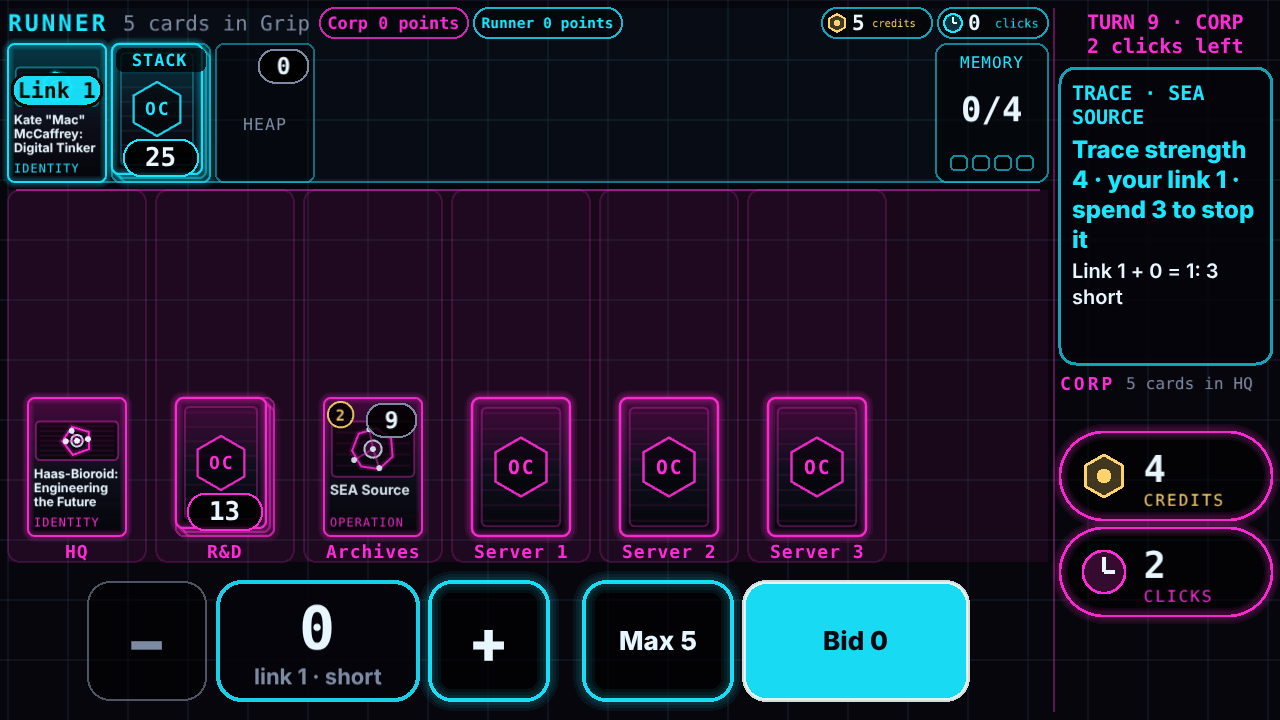 RUNNER 5 cards in Grip Corp 0 points Runner 0 points 5 credits 0 clicks
TURN 9 · CORP
2 clicks left
Link 1
Kate "Mac"
McCaffrey:
Digital Tinker
IDENTITY
STACK
OC
25
0
HEAP
MEMORY
0/4
TRACE · SEA
SOURCE
Trace strength
4 · your link 1 ·
spend 3 to stop
it
Link 1 + 0 = 1: 3
short
CORP 5 cards in HQ
4
CREDITS
2
CLICKS
Haas-Bioroid:
Engineering
the Future
IDENTITY
HQ
OC
13
R&D
2
9
SEA Source
OPERATION
Archives
OC
Server 1
OC
Server 2
OC
Server 3
−
0
link 1 · short
+
Max 5
Bid 0